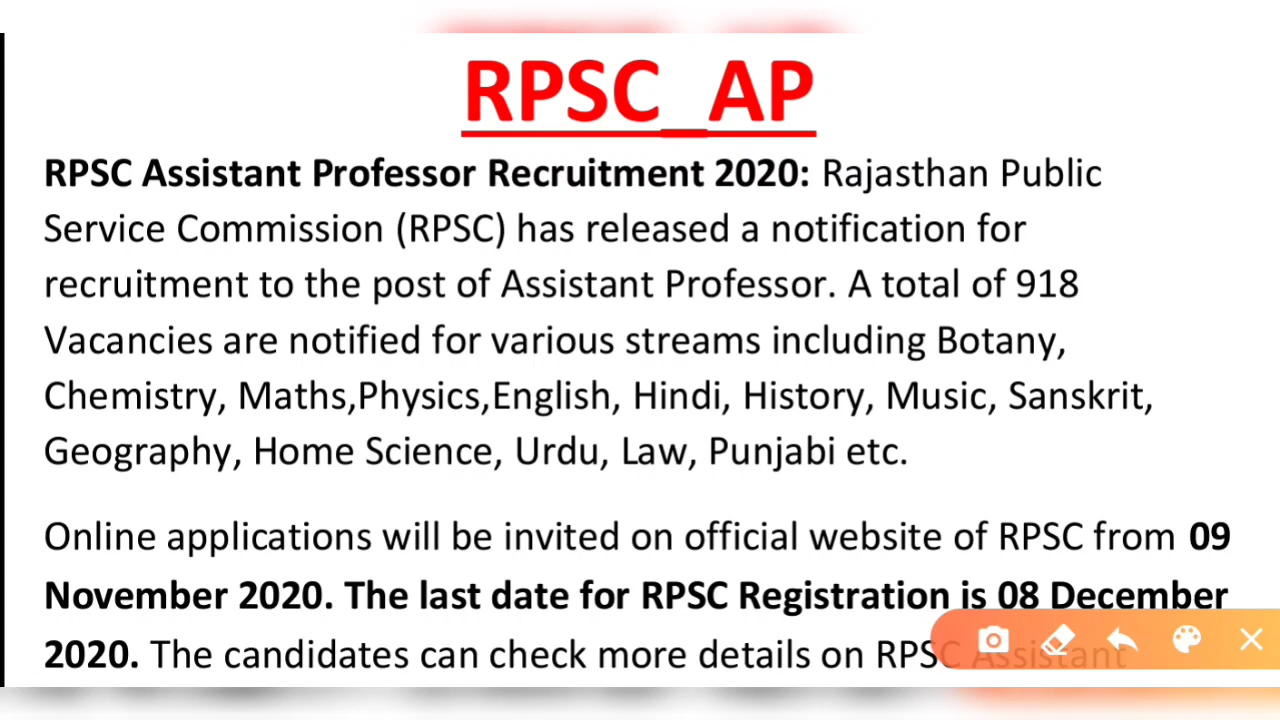 RPSC_AP
RPSC Assistant Professor Recruitment 2020: Rajasthan Public
Service Commission (RPSC) has released a notification for
recruitment to the post of Assistant Professor. A total of 918
Vacancies are notified for various streams including Botany,
Chemistry, Maths,Physics,English, Hindi, History, Music, Sanskrit,
Geography, Home Science, Urdu, Law, Punjabi etc.
Online applications will be invited on official website of RPSC from 09
November 2020. The last date for RPSC Registration is 08 December
2020. The candidates can check more details on RPSC Assistant